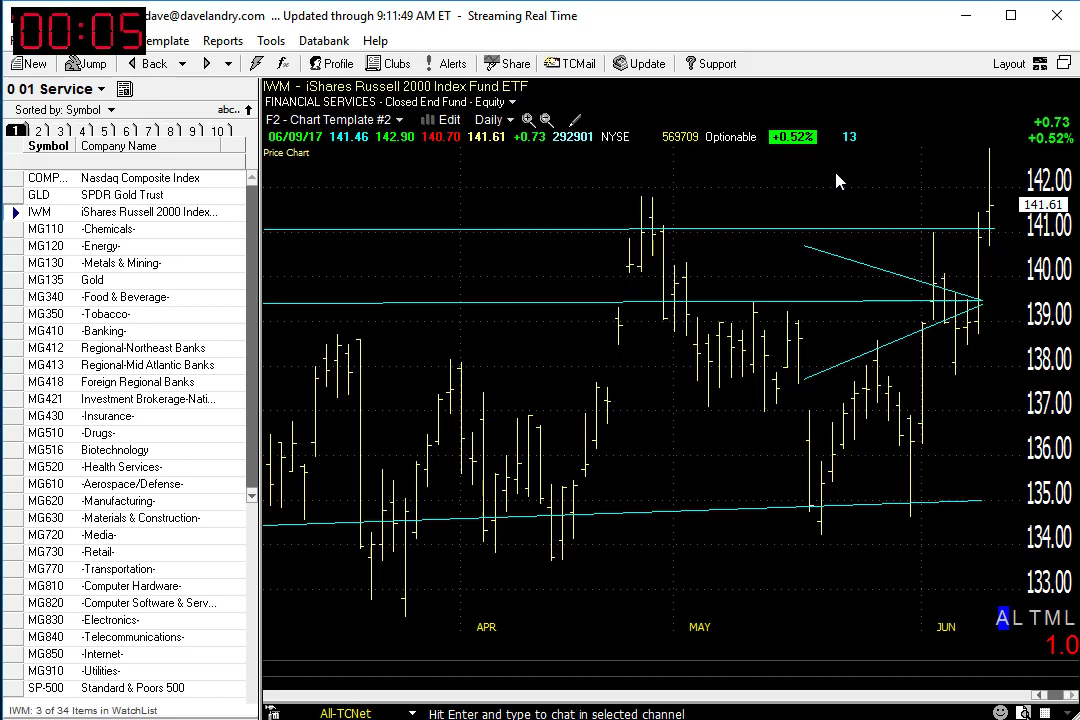 00:05
dave@davelandry.com ... Updated through 9:11:49 AM ET - Streaming Real Time
emplate Reports Tools Databank Help
New Jump Back Profile Clubs Alerts Share TCMail Update Support Layout
0 01 Service
Sorted by: Symbol abc..
1 2 3 4 5 6 7 8 9 10
Symbol Company Name
COMP... Nasdaq Composite Index
GLD SPDR Gold Trust
IWM iShares Russell 2000 Index...
MG110 -Chemicals-
MG120 -Energy-
MG130 -Metals & Mining-
MG135 Gold
MG340 -Food & Beverage-
MG350 -Tobacco-
MG410 -Banking-
MG412 Regional-Northeast Banks
MG413 Regional-Mid Atlantic Banks
MG418 Foreign Regional Banks
MG421 Investment Brokerage-Nati...
MG430 -Insurance-
MG510 -Drugs-
MG516 Biotechnology
MG520 -Health Services-
MG610 -Aerospace/Defense-
MG620 -Manufacturing-
MG630 -Materials & Construction-
MG720 -Media-
MG730 -Retail-
MG770 -Transportation-
MG810 -Computer Hardware-
MG820 -Computer Software & Serv...
MG830 -Electronics-
MG840 -Telecommunications-
MG850 -Internet-
MG910 -Utilities-
SP-500 Standard & Poors 500
IWM: 3 of 34 Items in WatchList
IWM - iShares Russell 2000 Index Fund ETF
FINANCIAL SERVICES - Closed End Fund - Equity
F2 - Chart Template #2 Edit Daily
06/09/17 141.46 142.90 140.70 141.61 +0.73 292901 NYSE 569709 Optionable +0.52% 13
+0.73
+0.52%
Price Chart
142.00
141.61
141.00
140.00
139.00
138.00
137.00
136.00
135.00
134.00
133.00
A L T M L
APR MAY JUN
1.0
All-TCNet Hit Enter and type to chat in selected channel